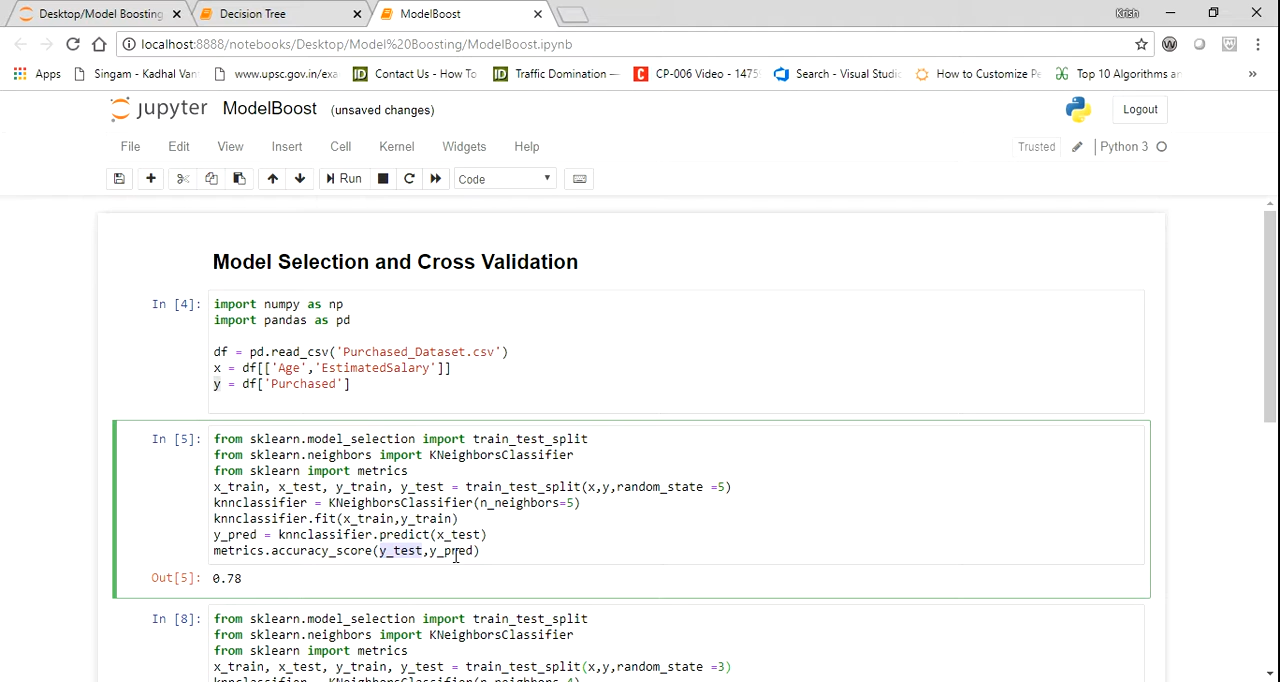 Desktop/Model Boosting
Decision Tree
ModelBoost
Krish
localhost:8888/notebooks/Desktop/Model%20Boosting/ModelBoost.ipynb
Apps
Singam - Kadhal Van
www.upsc.gov.in/exa
ID Contact Us - How To
ID Traffic Domination —
C CP-006 Video - 1475
Search - Visual Studi
How to Customize Pe
Top 10 Algorithms a
»
jupyter ModelBoost (unsaved changes)
Logout
File Edit View Insert Cell Kernel Widgets Help
Trusted
Python 3
Run
Code
Model Selection and Cross Validation
In [4]: import numpy as np
import pandas as pd
df = pd.read_csv('Purchased_Dataset.csv')
x = df[['Age','EstimatedSalary']]
y = df['Purchased']
In [5]: from sklearn.model_selection import train_test_split
from sklearn.neighbors import KNeighborsClassifier
from sklearn import metrics
x_train, x_test, y_train, y_test = train_test_split(x,y,random_state =5)
knnclassifier = KNeighborsClassifier(n_neighbors=5)
knnclassifier.fit(x_train,y_train)
y_pred = knnclassifier.predict(x_test)
metrics.accuracy_score(y_test,y_pred)
Out[5]: 0.78
In [8]: from sklearn.model_selection import train_test_split
from sklearn.neighbors import KNeighborsClassifier
from sklearn import metrics
x_train, x_test, y_train, y_test = train_test_split(x,y,random_state =3)